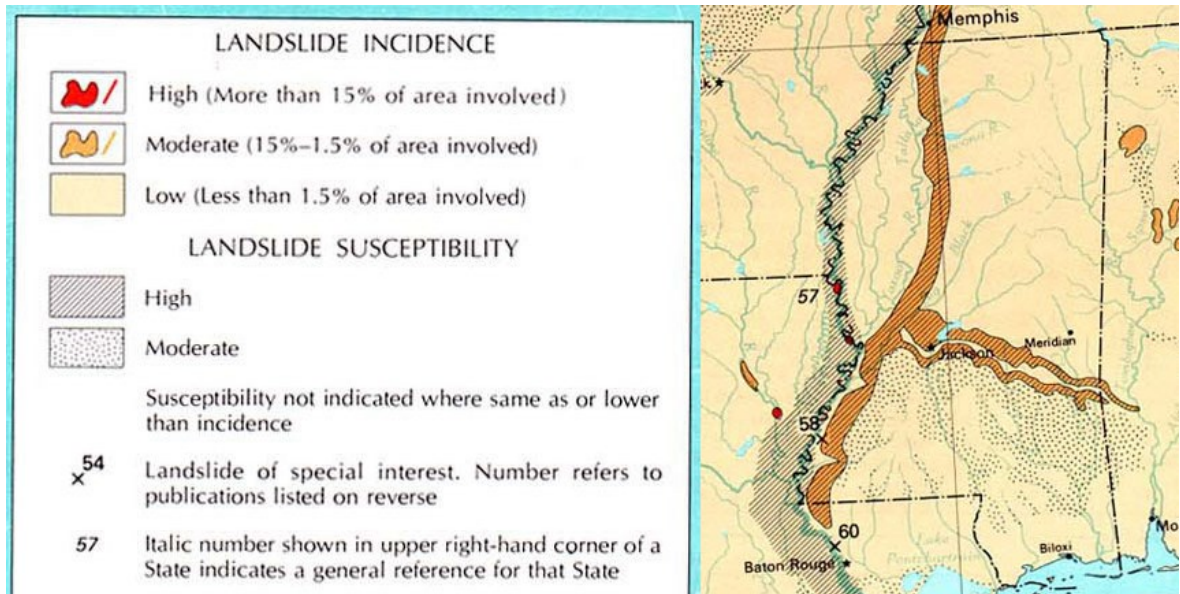 LANDSLIDE INCIDENCE
High (More than 15% of area involved)
Moderate (15%–1.5% of area involved)
Low (Less than 1.5% of area involved)
LANDSLIDE SUSCEPTIBILITY
High
Moderate
Susceptibility not indicated where same as or lower
than incidence
54
Landslide of special interest. Number refers to
publications listed on reverse
57
Italic number shown in upper right-hand corner of a
State indicates a general reference for that State
Memphis
Black
R
57
Meridian
Jackson
58
60
Lake
Pontchartrain
Baton Rouge
Biloxi
Mo